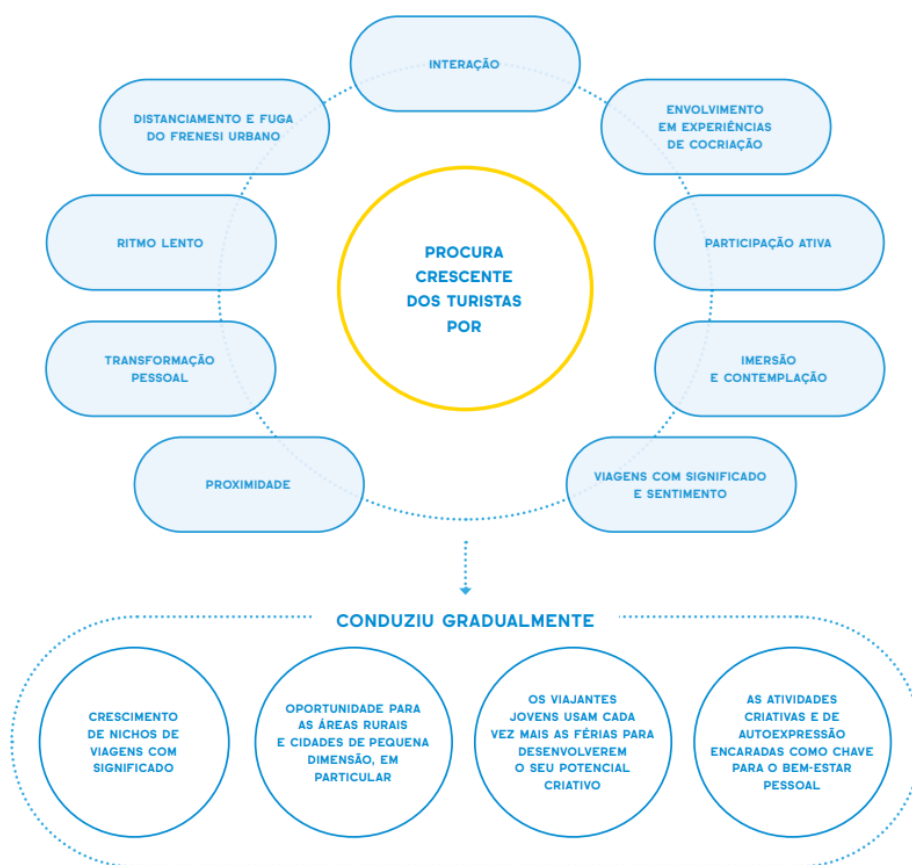 INTERAÇÃO
DISTANCIAMENTO E FUGA
DO FRENESI URBANO
ENVOLVIMENTO
EM EXPERIÊNCIAS
DE COCRIAÇÃO
RITMO LENTO
PROCURA
CRESCENTE
DOS TURISTAS
POR
PARTICIPAÇÃO ATIVA
TRANSFORMAÇÃO
PESSOAL
IMERSÃO
E CONTEMPLAÇÃO
PROXIMIDADE
VIAGENS COM SIGNIFICADO
E SENTIMENTO
CONDUZIU GRADUALMENTE
CRESCIMENTO
DE NICHOS DE
VIAGENS COM
SIGNIFICADO
OPORTUNIDADE PARA
AS ÁREAS RURAIS
E CIDADES DE PEQUENA
DIMENSÃO, EM
PARTICULAR
OS VIAJANTES
JOVENS USAM CADA
VEZ MAIS AS FÉRIAS PARA
DESENVOLVEREM
O SEU POTENCIAL
CRIATIVO
AS ATIVIDADES
CRIATIVAS E DE
AUTOEXPRESSÃO
ENCARADAS COMO CHAVE
PARA O BEM-ESTAR
PESSOAL